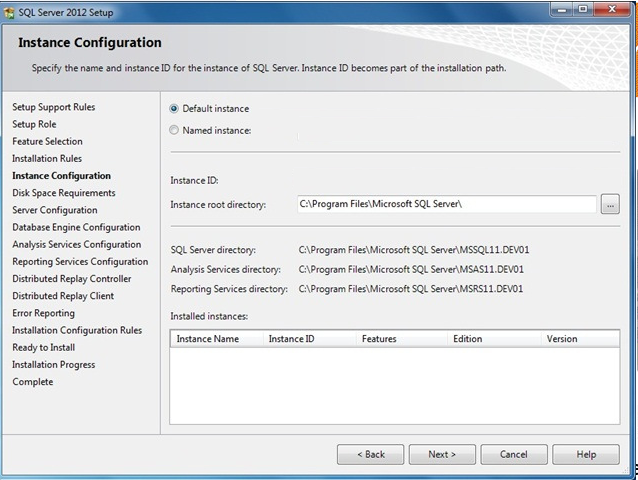 SQL Server 2012 Setup
Instance Configuration
Specify the name and instance ID for the instance of SQL Server. Instance ID becomes part of the installation path.
Setup Support Rules
Setup Role
Feature Selection
Installation Rules
Instance Configuration
Disk Space Requirements
Server Configuration
Database Engine Configuration
Analysis Services Configuration
Reporting Services Configuration
Distributed Replay Controller
Distributed Replay Client
Error Reporting
Installation Configuration Rules
Ready to Install
Installation Progress
Complete
Default instance
Named instance:
Instance ID:
Instance root directory: C:\Program Files\Microsoft SQL Server\ ...
SQL Server directory: C:\Program Files\Microsoft SQL Server\MSSQL11.DEV01
Analysis Services directory: C:\Program Files\Microsoft SQL Server\MSAS11.DEV01
Reporting Services directory: C:\Program Files\Microsoft SQL Server\MSRS11.DEV01
Installed instances:
Instance Name Instance ID Features Edition Version
< Back Next > Cancel Help